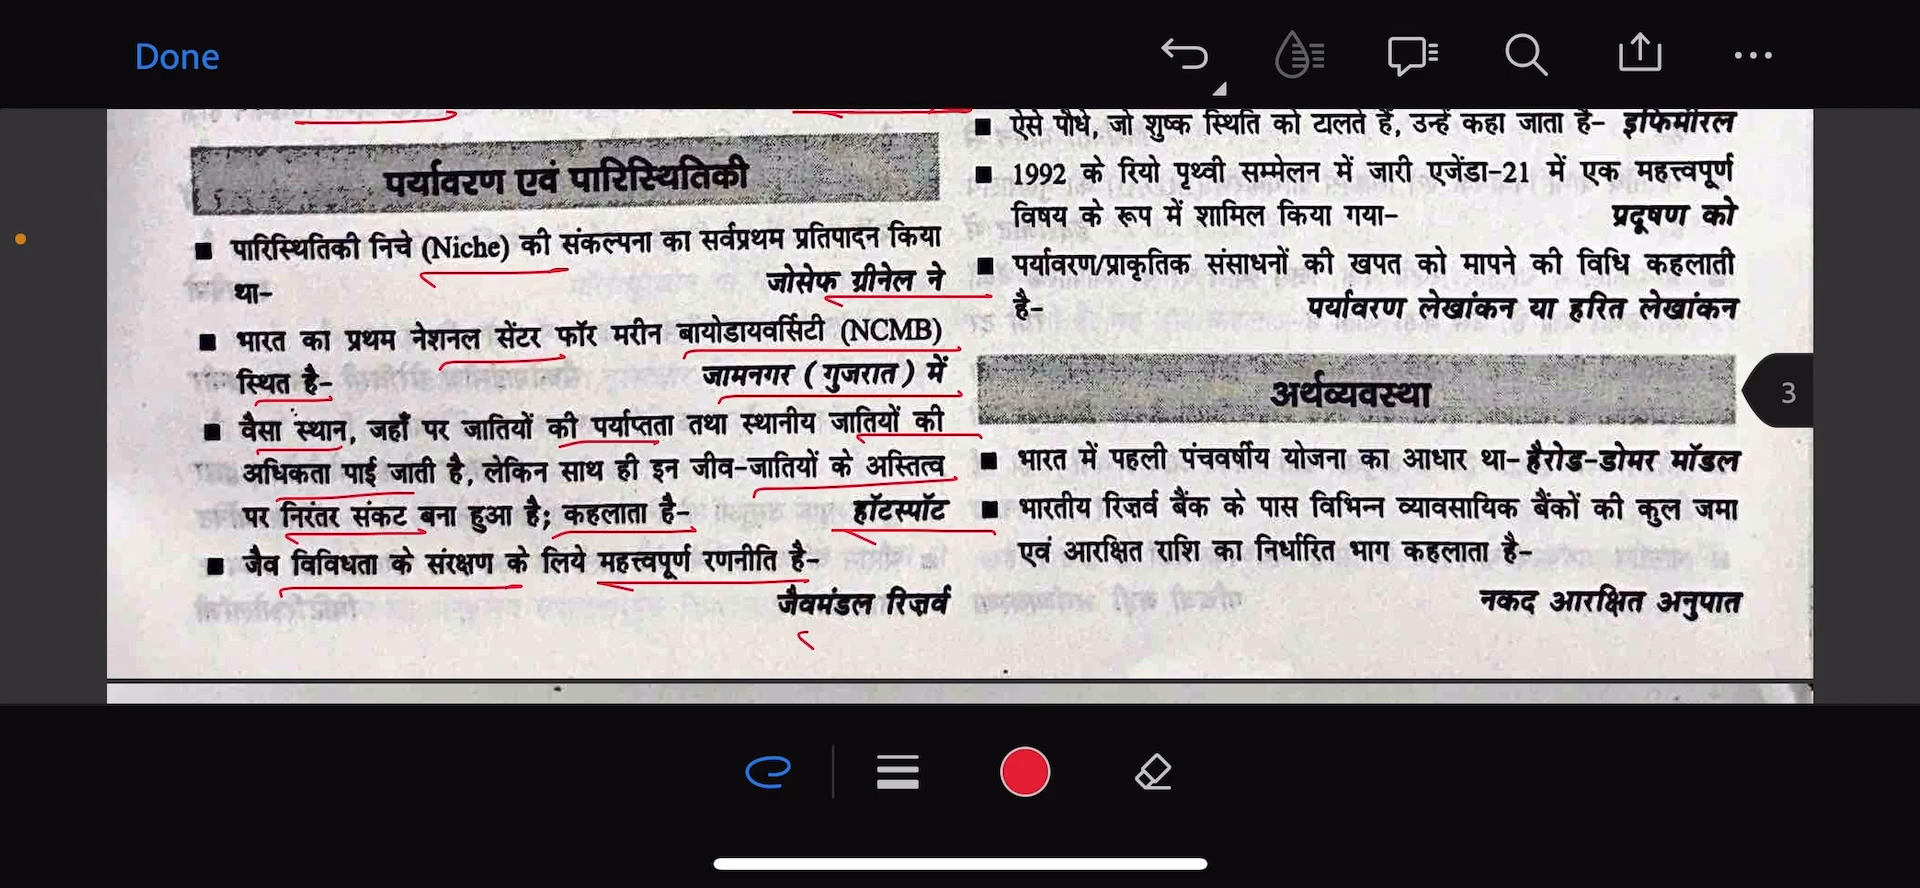 Done
पर्यावरण एवं पारिस्थितिकी
■ पारिस्थितिकी निचे (Niche) की संकल्पना का सर्वप्रथम प्रतिपादन किया
था- जोसेफ ग्रीनेल ने
■ भारत का प्रथम नेशनल सेंटर फॉर मरीन बायोडायवर्सिटी (NCMB)
स्थित है- जामनगर (गुजरात) में
■ वैसा स्थान, जहाँ पर जातियों की पर्याप्तता तथा स्थानीय जातियों की
अधिकता पाई जाती है, लेकिन साथ ही इन जीव-जातियों के अस्तित्व
पर निरंतर संकट बना हुआ है; कहलाता है- हॉटस्पॉट
■ जैव विविधता के संरक्षण के लिये महत्त्वपूर्ण रणनीति है-
जैवमंडल रिज़र्व
■ ऐसे पौधे, जो शुष्क स्थिति को टालते हैं, उन्हें कहा जाता है- इफिमीरल
■ 1992 के रियो पृथ्वी सम्मेलन में जारी एजेंडा-21 में एक महत्त्वपूर्ण
विषय के रूप में शामिल किया गया- प्रदूषण को
■ पर्यावरण/प्राकृतिक संसाधनों की खपत को मापने की विधि कहलाती
है- पर्यावरण लेखांकन या हरित लेखांकन
अर्थव्यवस्था
■ भारत में पहली पंचवर्षीय योजना का आधार था- हैरोड-डोमर मॉडल
■ भारतीय रिज़र्व बैंक के पास विभिन्न व्यावसायिक बैंकों की कुल जमा
एवं आरक्षित राशि का निर्धारित भाग कहलाता है-
नकद आरक्षित अनुपात
3